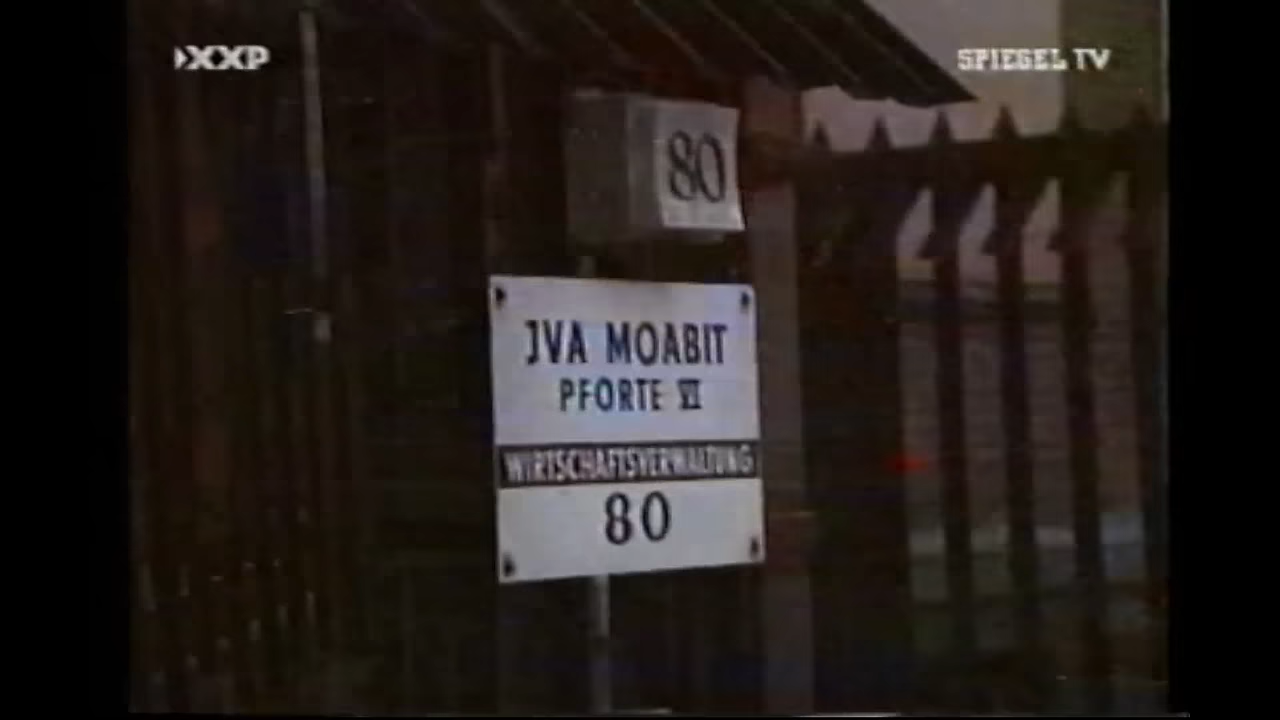 XXP
SPIEGEL TV
80
JVA MOABIT
PFORTE VI
WIRTSCHAFTSVERWALTUNG
80